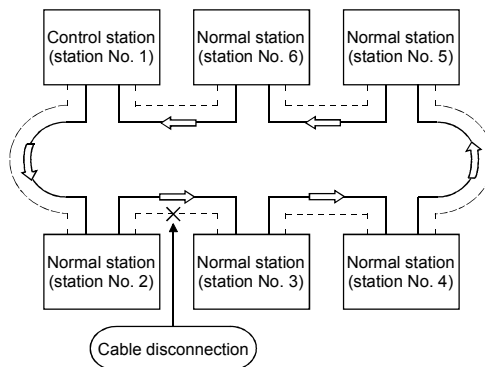 Control station
(station No. 1)
Normal station
(station No. 6)
Normal station
(station No. 5)
Normal station
(station No. 2)
Normal station
(station No. 3)
Normal station
(station No. 4)
Cable disconnection